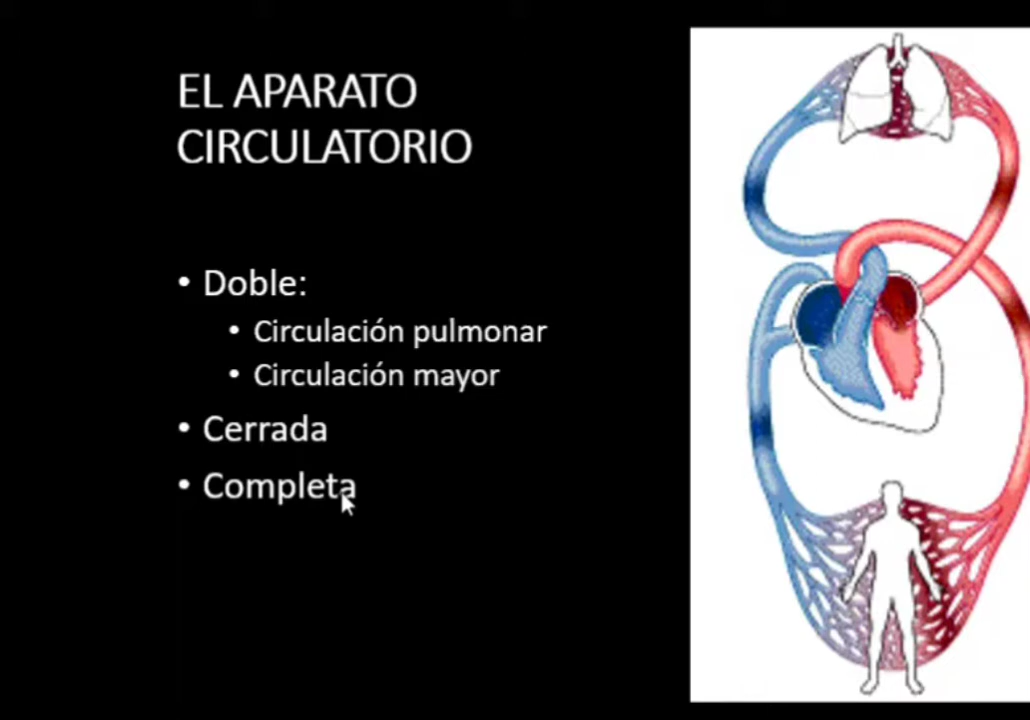 EL APARATO
CIRCULATORIO
• Doble:
• Circulación pulmonar
• Circulación mayor
• Cerrada
• Completa